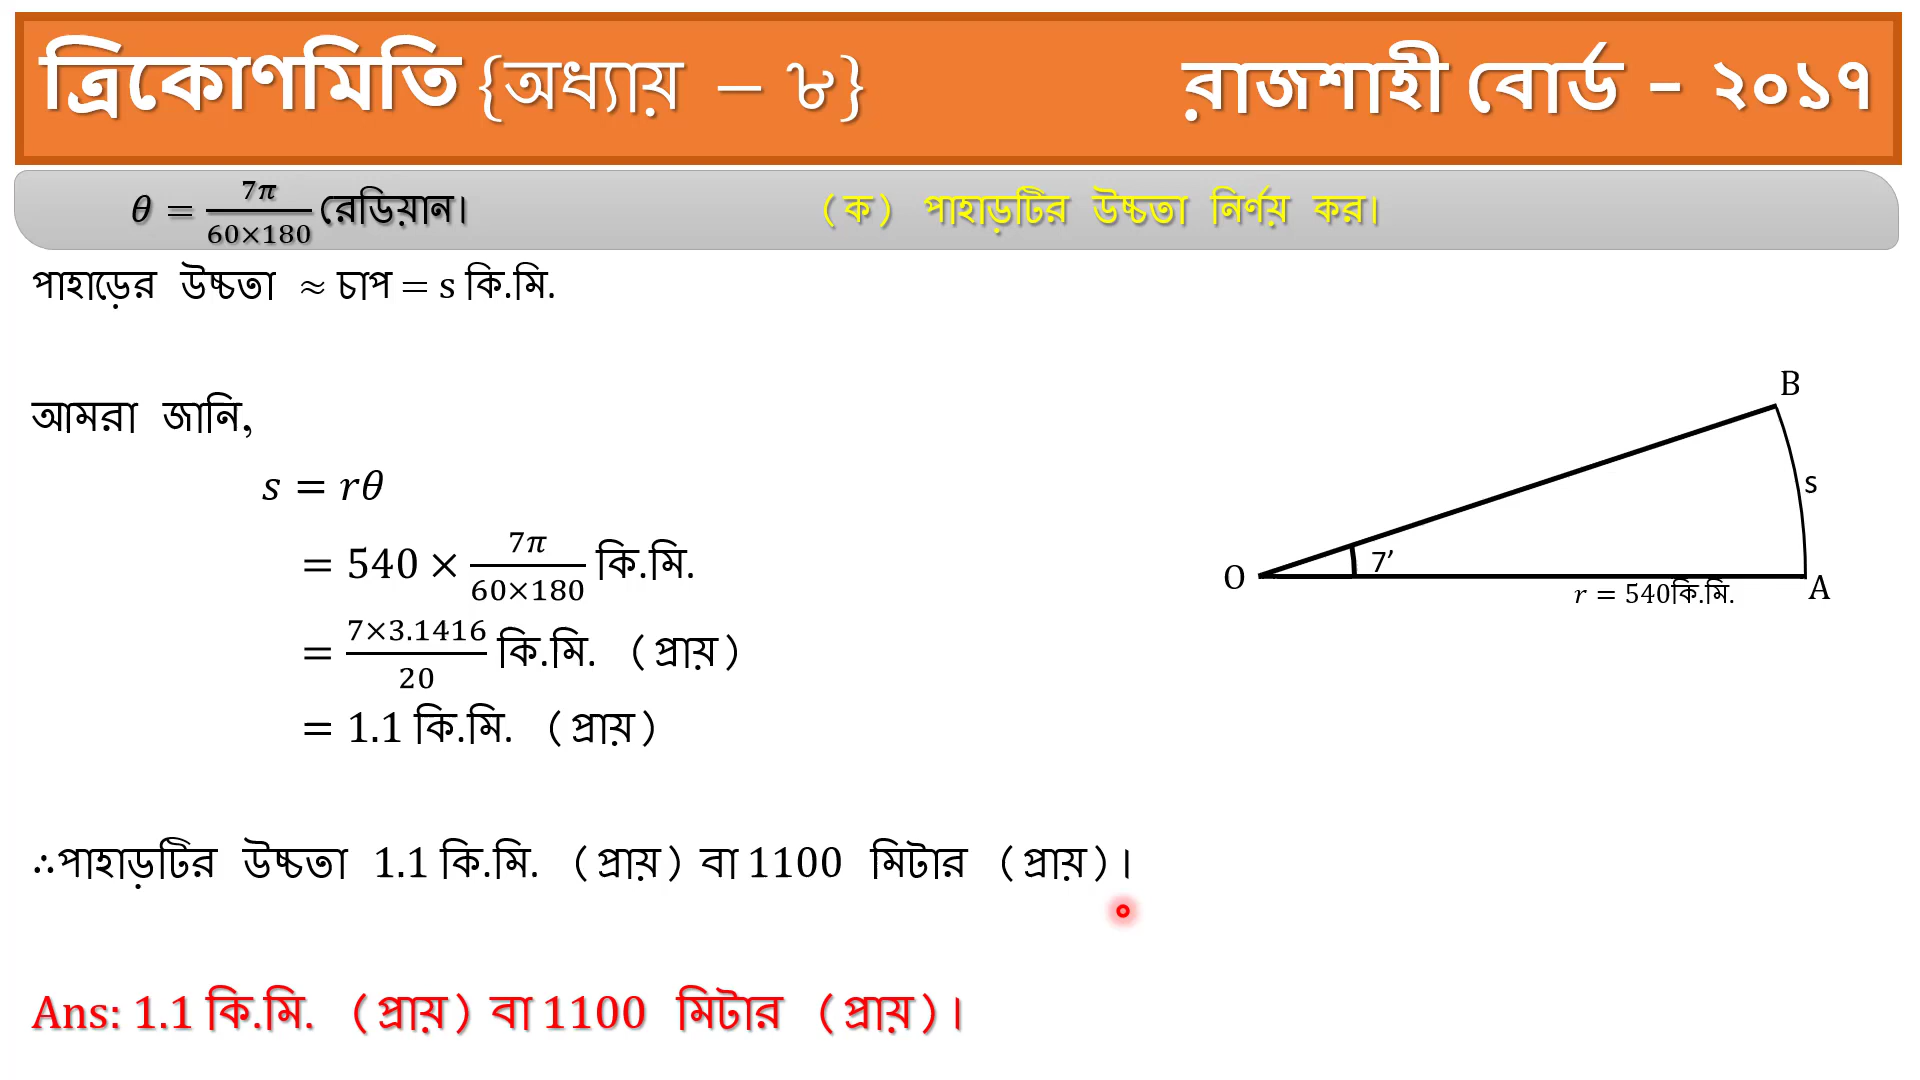 ত্রিকোণমিতি {অধ্যায় – ৮} রাজশাহী বোর্ড – ২০১৭
θ = 7π/60×180 রেডিয়ান। (ক) পাহাড়টির উচ্চতা নির্ণয় কর।
পাহাড়ের উচ্চতা ≈ চাপ = s কি.মি.
আমরা জানি,
s = rθ
= 540 × 7π/60×180 কি.মি.
= 7×3.1416/20 কি.মি. (প্রায়)
= 1.1 কি.মি. (প্রায়)
B
s
7’
O
A
r = 540কি.মি.
∴পাহাড়টির উচ্চতা 1.1 কি.মি. (প্রায়) বা 1100 মিটার (প্রায়)।
Ans: 1.1 কি.মি. (প্রায়) বা 1100 মিটার (প্রায়)।